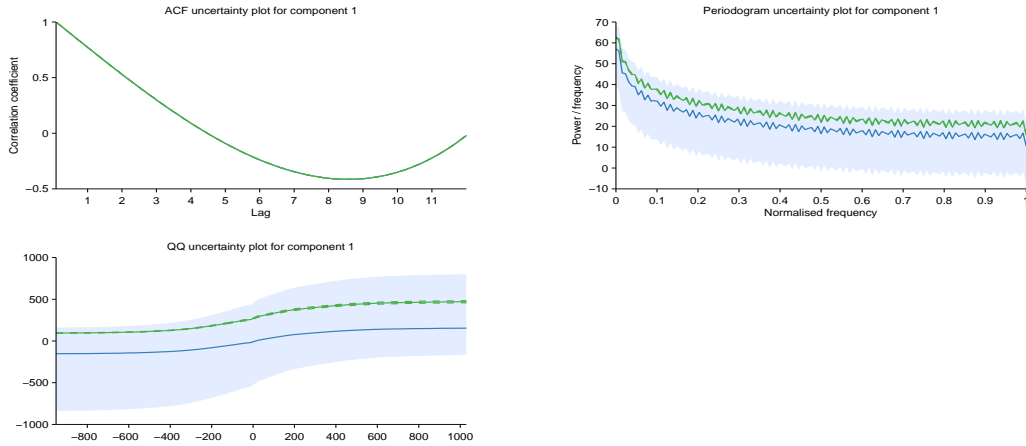 ACF uncertainty plot for component 1
1
0.5
0
−0.5
Correlation coefficient
1 2 3 4 5 6 7 8 9 10 11
Lag
Periodogram uncertainty plot for component 1
70
60
50
40
30
20
10
0
−10
Power / frequency
0 0.1 0.2 0.3 0.4 0.5 0.6 0.7 0.8 0.9 1
Normalised frequency
QQ uncertainty plot for component 1
1000
500
0
−500
−1000
−800 −600 −400 −200 0 200 400 600 800 1000